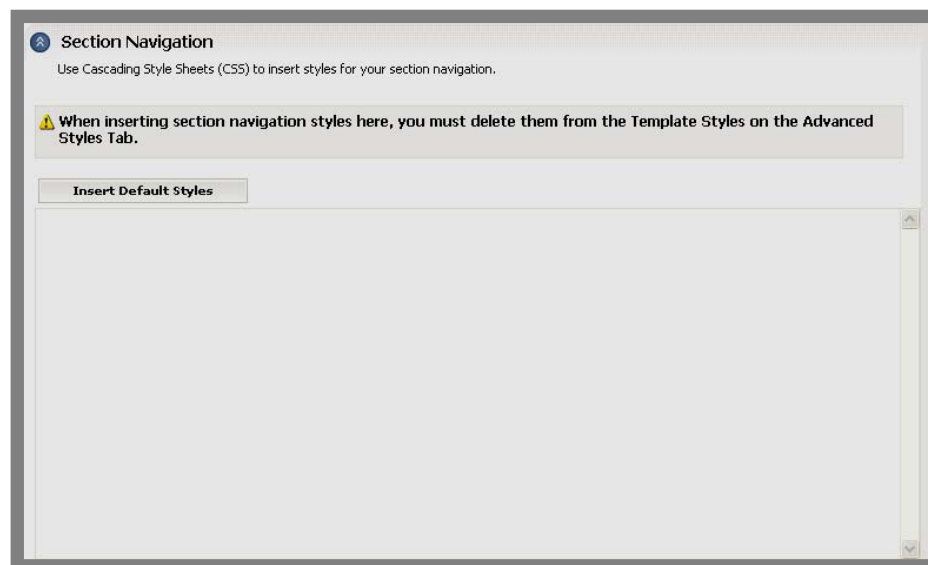 Section Navigation
Use Cascading Style Sheets (CSS) to insert styles for your section navigation.
When inserting section navigation styles here, you must delete them from the Template Styles on the Advanced
Styles Tab.
Insert Default Styles